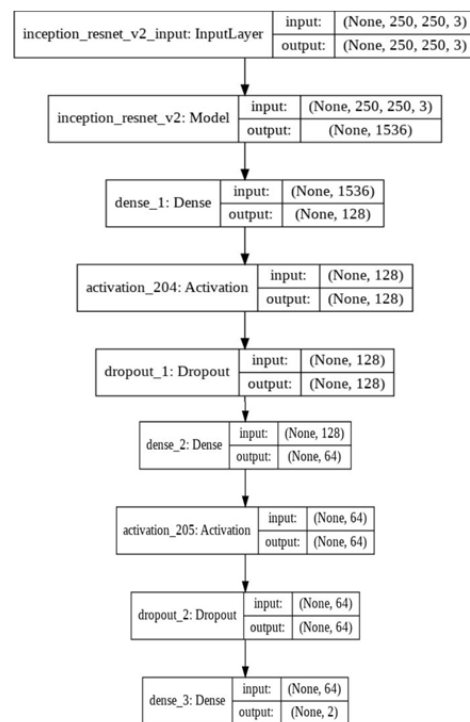 inception_resnet_v2_input: InputLayer
input: (None, 250, 250, 3)
output: (None, 250, 250, 3)
inception_resnet_v2: Model
input: (None, 250, 250, 3)
output: (None, 1536)
dense_1: Dense
input: (None, 1536)
output: (None, 128)
activation_204: Activation
input: (None, 128)
output: (None, 128)
dropout_1: Dropout
input: (None, 128)
output: (None, 128)
dense_2: Dense
input: (None, 128)
output: (None, 64)
activation_205: Activation
input: (None, 64)
output: (None, 64)
dropout_2: Dropout
input: (None, 64)
output: (None, 64)
dense_3: Dense
input: (None, 64)
output: (None, 2)